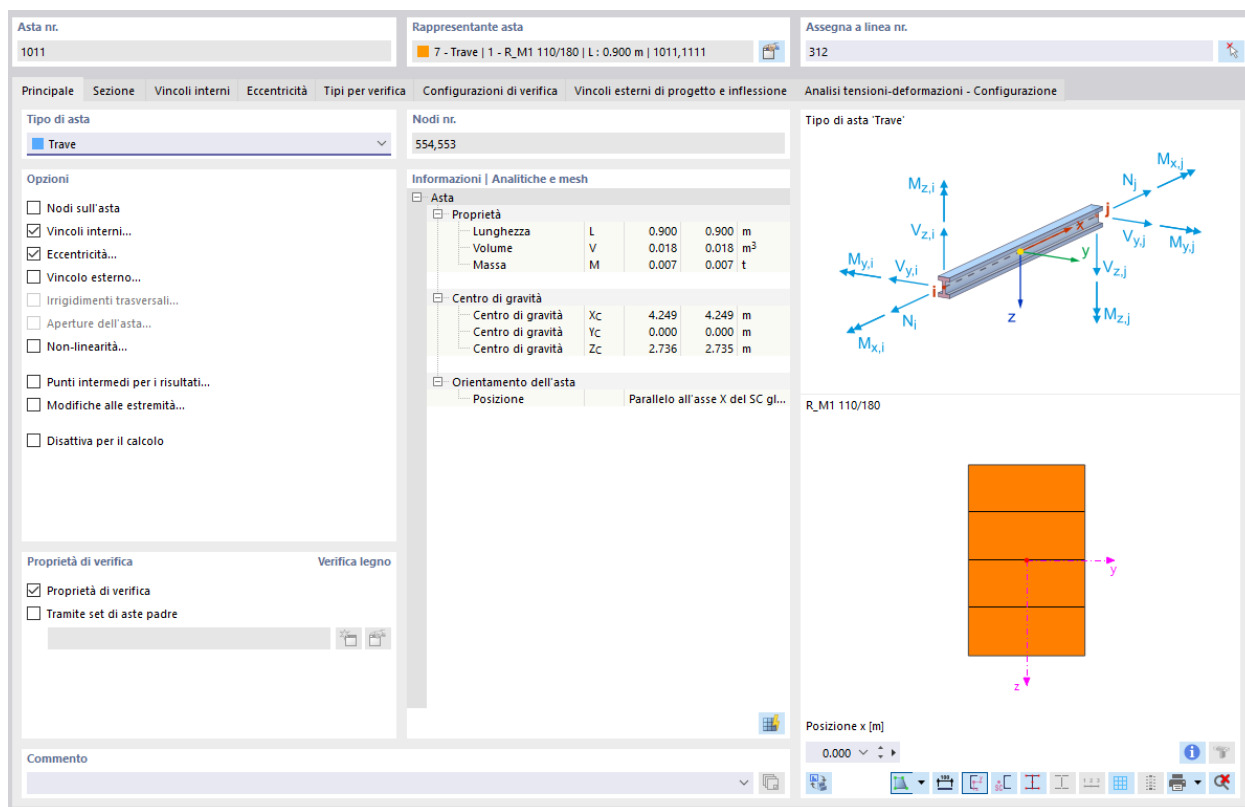 Asta nr.
1011
Rappresentante asta
7 - Trave | 1 - R_M1 110/180 | L : 0.900 m | 1011,1111
Assegna a linea nr.
312
Principale Sezione Vincoli interni Eccentricità Tipi per verifica Configurazioni di verifica Vincoli esterni di progetto e inflessione Analisi tensioni-deformazioni - Configurazione
Tipo di asta
Trave
Opzioni
Nodi sull'asta
Vincoli interni...
Eccentricità...
Vincolo esterno...
Irrigidimenti trasversali...
Aperture dell'asta...
Non-linearità...
Punti intermedi per i risultati...
Modifiche alle estremità...
Disattiva per il calcolo
Proprietà di verifica Verifica legno
Proprietà di verifica
Tramite set di aste padre
Nodi nr.
554,553
Informazioni | Analitiche e mesh
Asta
Proprietà
Lunghezza L 0.900 0.900 m
Volume V 0.018 0.018 m³
Massa M 0.007 0.007 t
Centro di gravità
Centro di gravità Xc 4.249 4.249 m
Centro di gravità Yc 0.000 0.000 m
Centro di gravità Zc 2.736 2.735 m
Orientamento dell'asta
Posizione Parallelo all'asse X del SC gl...
Tipo di asta 'Trave'
Mx,j
Nj
Mz,i
j
Vz,i
x
Vy,j
My,j
y
My,i
Vy,i
Vz,j
i
z
Mz,j
Ni
Mx,i
R_M1 110/180
y
z
Posizione x [m]
0.000
Commento